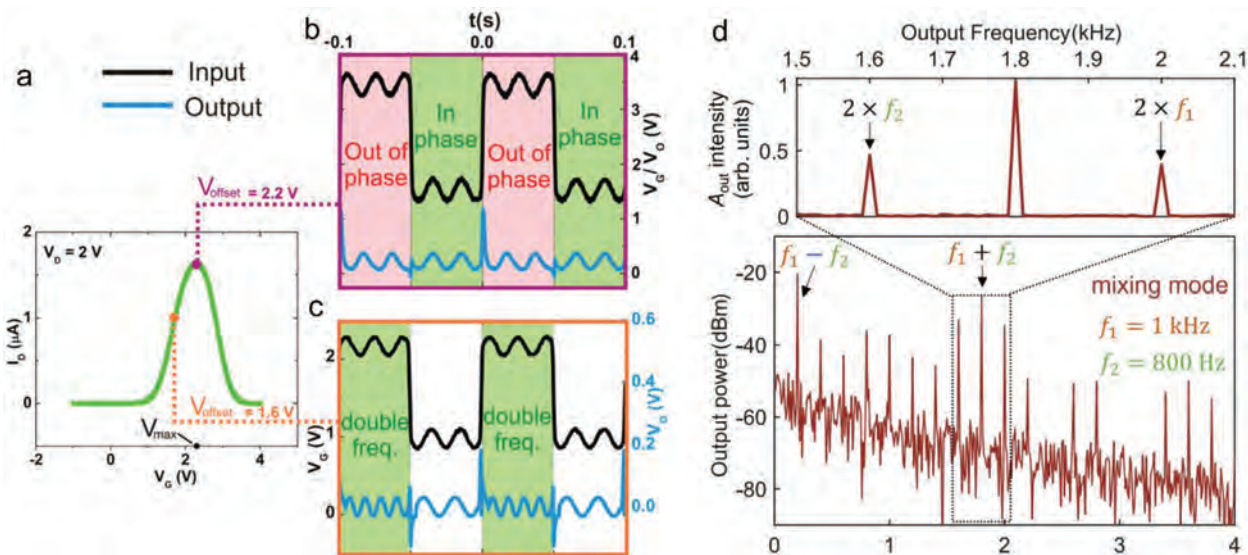 a
Input
Output
V_offset = 2.2 V
V_D = 2 V
2
1
0
I_D (μA)
V_offset = 1.6 V
V_max
-2 0 2 4
V_G (V)
b
t(s)
-0.1 0.0 0.1
Out of phase
In phase
Out of phase
In phase
4
3
2
1
0
V_G / V_O (V)
c
2
1
0
V_G (V)
double freq.
double freq.
0.6
0.4
0.2
0.0
V_O (V)
d
Output Frequency(kHz)
1.5 1.6 1.7 1.8 1.9 2 2.1
1
0.5
0
A_out intensity
(arb. units)
2 × f_2
2 × f_1
f_1 − f_2
f_1 + f_2
mixing mode
f_1 = 1 kHz
f_2 = 800 Hz
-20
-40
-60
-80
Output power(dBm)
0 1 2 3 4